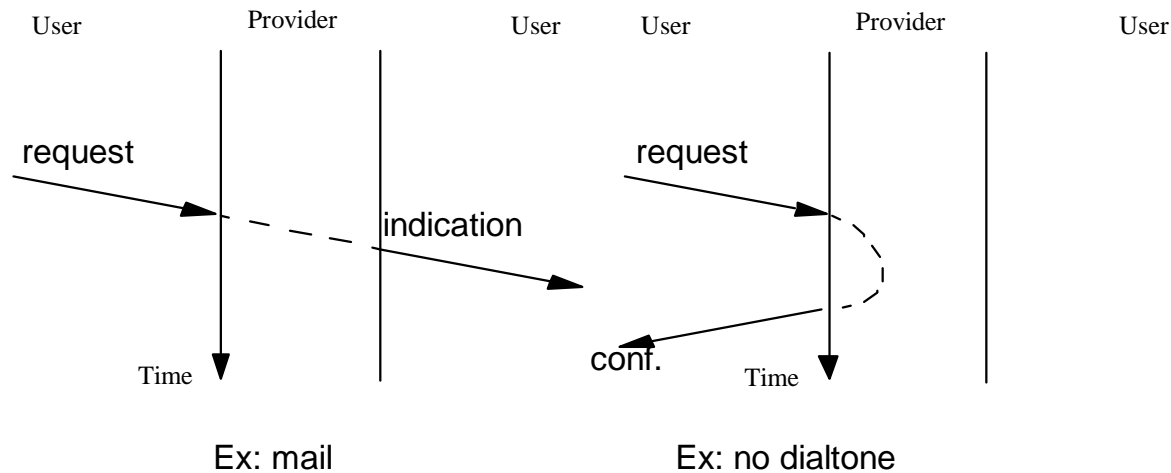 User
Provider
User
request
indication
Time
Ex: mail
User
Provider
User
request
conf.
Time
Ex: no dialtone